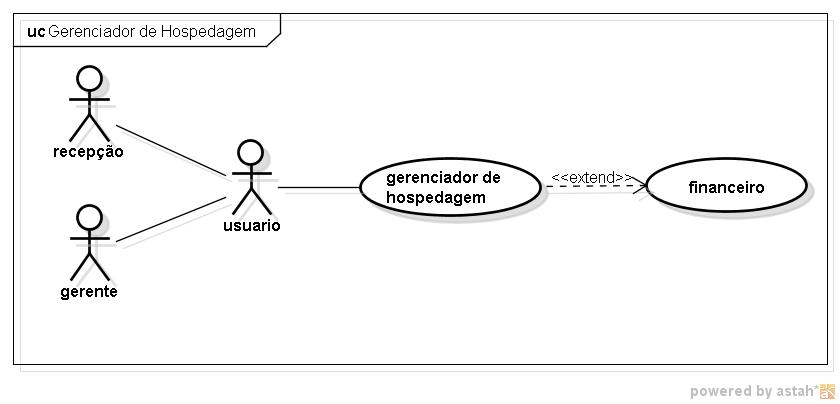 uc Gerenciador de Hospedagem
recepção
usuario
gerente
gerenciador de
hospedagem
<<extend>>
financeiro
powered by astah*